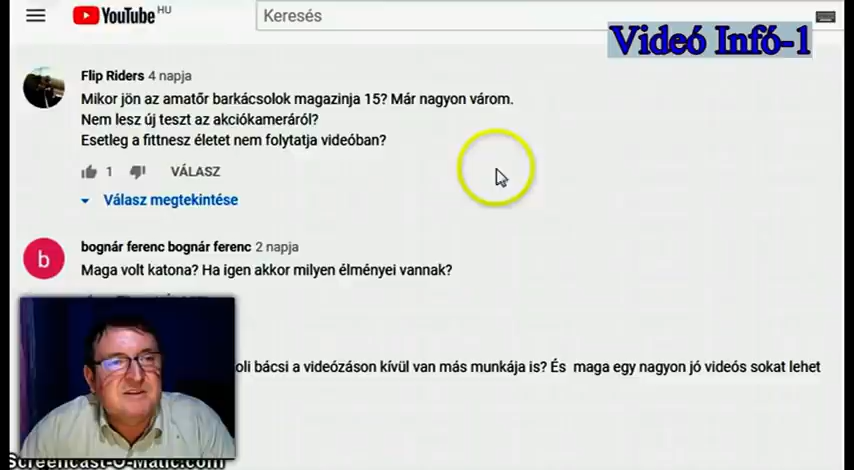 YouTube HU
Keresés
Videó Infó-1
Flip Riders 4 napja
Mikor jön az amatőr barkácsolok magazinja 15? Már nagyon várom.
Nem lesz új teszt az akciókameráról?
Esetleg a fittnesz életet nem folytatja videóban?
1 VÁLASZ
Válasz megtekintése
b
bognár ferenc bognár ferenc 2 napja
Maga volt katona? Ha igen akkor milyen élményei vannak?
oli bácsi a videózáson kívül van más munkája is? És maga egy nagyon jó videós sokat lehet
Screencast-O-Matic.com